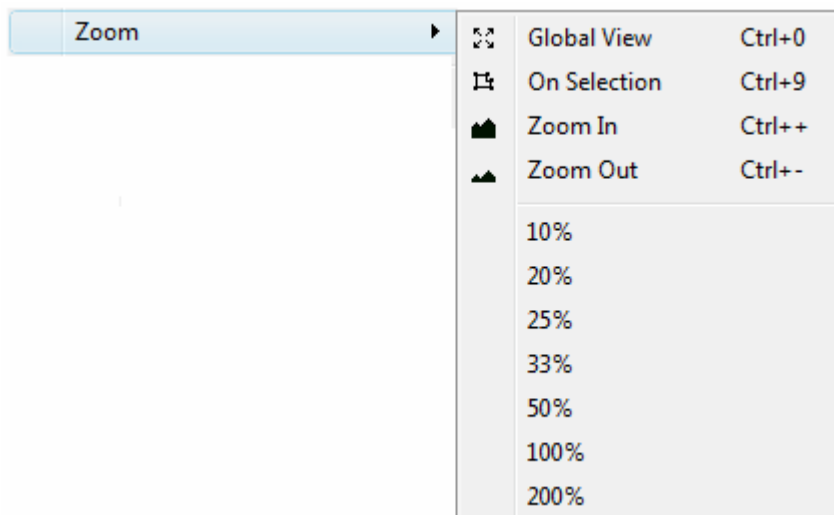 Zoom
Global View Ctrl+0
On Selection Ctrl+9
Zoom In Ctrl++
Zoom Out Ctrl+-
10%
20%
25%
33%
50%
100%
200%